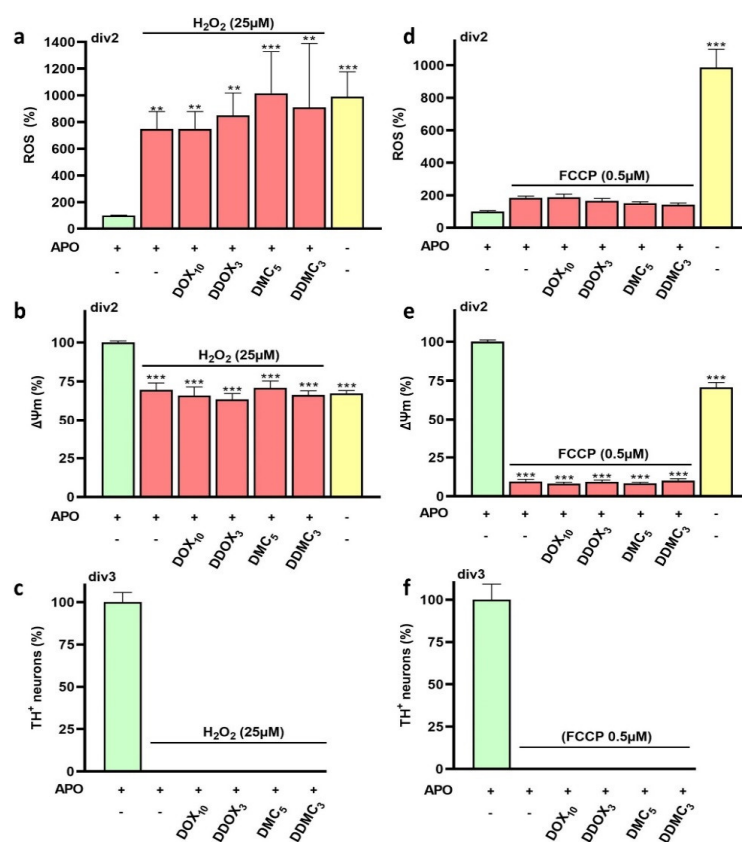 a
div2
H₂O₂ (25µM)
ROS (%)
1400
1200
1000
800
600
400
200
0
**
**
**
***
**
***
APO + + + + + + -
- - DOX₁₀ DDOX₃ DMC₅ DDMC₃ -
b
div2
H₂O₂ (25µM)
ΔΨm (%)
100
75
50
25
0
***
***
***
***
***
***
APO + + + + + + -
- - DOX₁₀ DDOX₃ DMC₅ DDMC₃ -
c
div3
TH⁺ neurons (%)
100
75
50
25
0
H₂O₂ (25µM)
APO + + + + + +
- - DOX₁₀ DDOX₃ DMC₅ DDMC₃
d
div2
ROS (%)
1000
800
600
400
200
0
FCCP (0.5µM)
***
APO + + + + + + -
- - DOX₁₀ DDOX₃ DMC₅ DDMC₃ -
e
div2
ΔΨm (%)
100
75
50
25
0
FCCP (0.5µM)
***
***
***
***
***
***
APO + + + + + + -
- - DOX₁₀ DDOX₃ DMC₅ DDMC₃ -
f
div3
TH⁺ neurons (%)
100
75
50
25
0
(FCCP 0.5µM)
APO + + + + + +
- - DOX₁₀ DDOX₃ DMC₅ DDMC₃